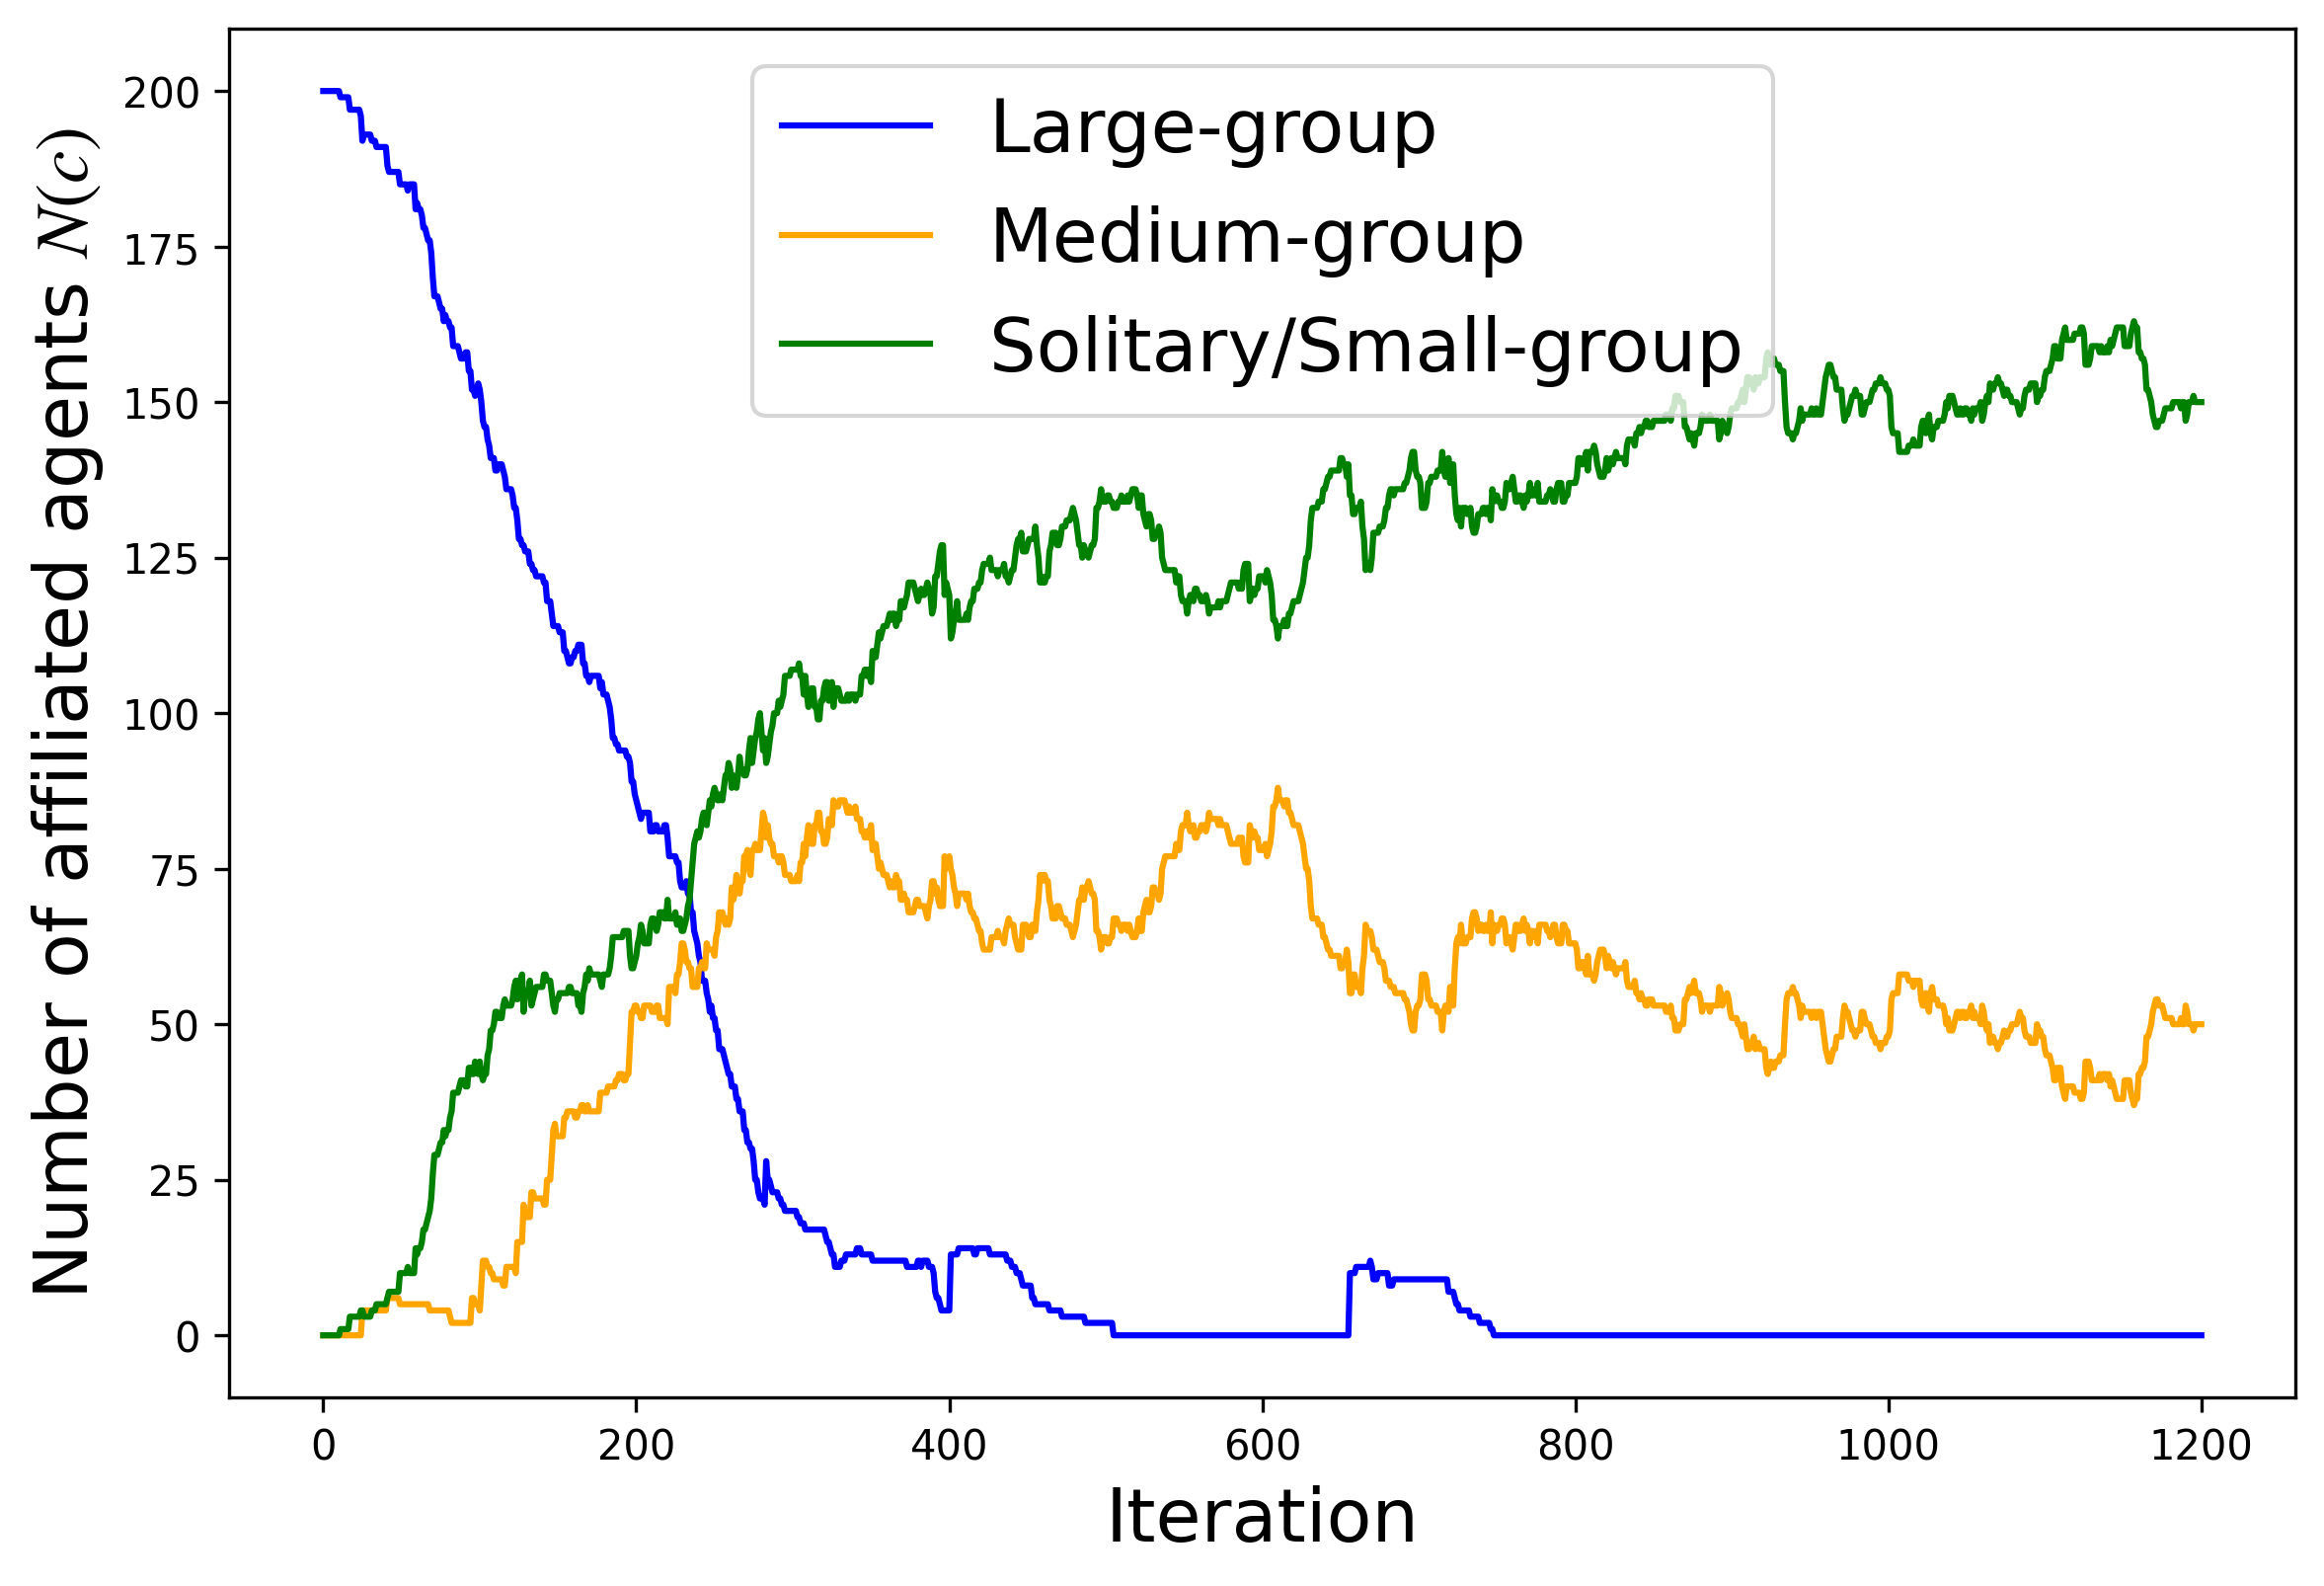 Number of affiliated agents N(c)
200
175
150
125
100
75
50
25
0
Large-group
Medium-group
Solitary/Small-group
0 200 400 600 800 1000 1200
Iteration